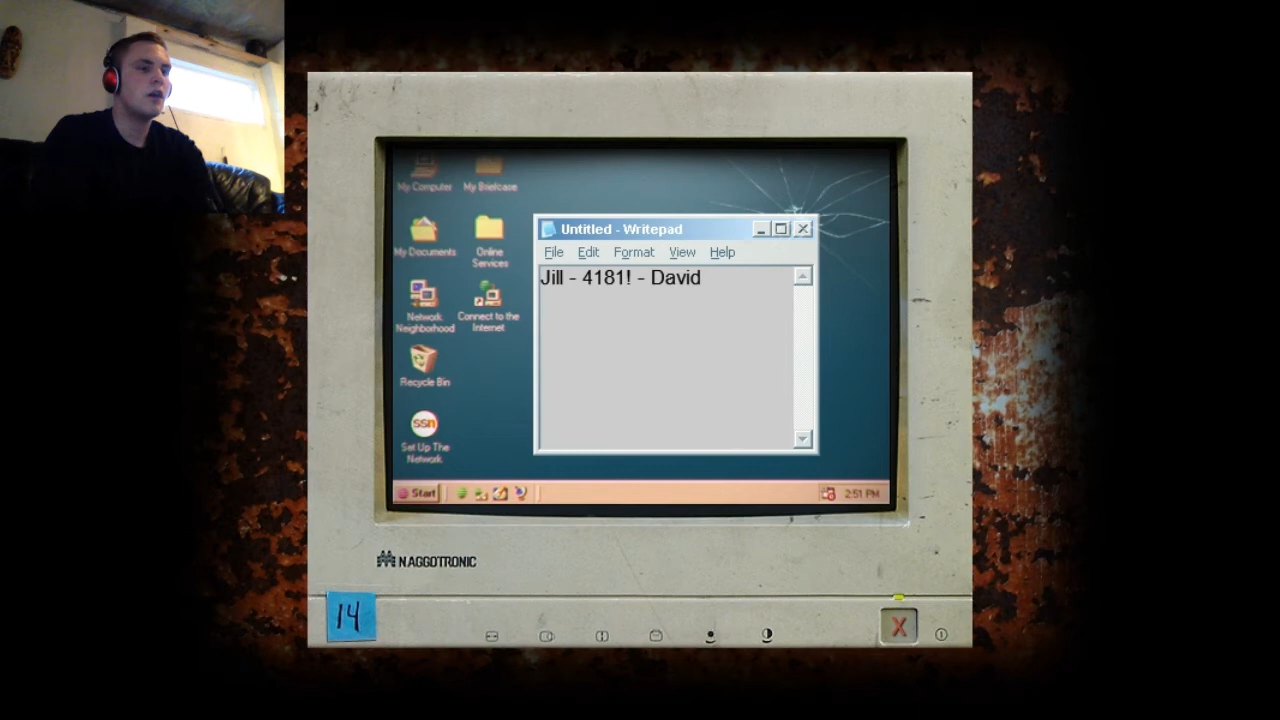 My Computer
My Briefcase
My Documents
Online
Services
Network
Neighborhood
Connect to the
Internet
Recycle Bin
ssn
Set Up The
Network
Untitled - Writepad
File Edit Format View Help
Jill - 4181! - David
Start
2:51 PM
NAGGOTRONIC
14
X